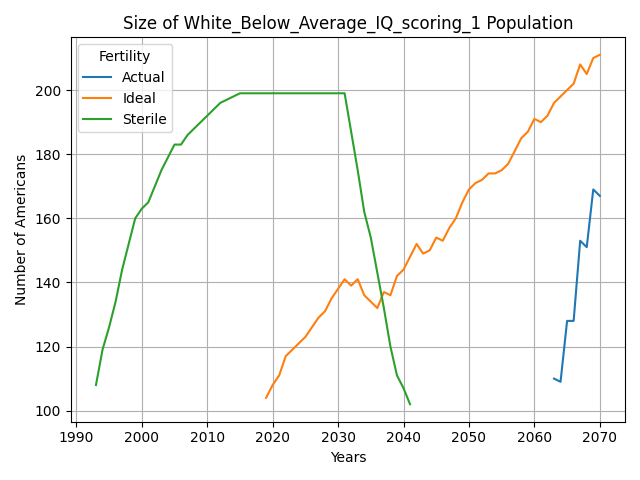 Size of White_Below_Average_IQ_scoring_1 Population
Fertility
Actual
Ideal
Sterile
Number of Americans
200
180
160
140
120
100
1990 2000 2010 2020 2030 2040 2050 2060 2070
Years